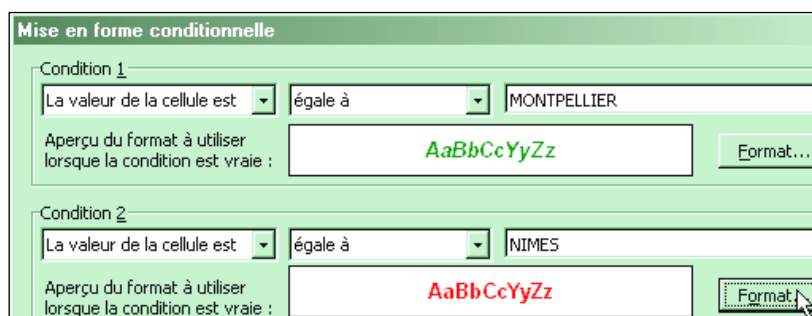 Mise en forme conditionnelle
Condition 1
La valeur de la cellule est égale à MONTPELLIER
Aperçu du format à utiliser
lorsque la condition est vraie :
AaBbCcYyZz Format...
Condition 2
La valeur de la cellule est égale à NIMES
Aperçu du format à utiliser
lorsque la condition est vraie :
AaBbCcYyZz Format.